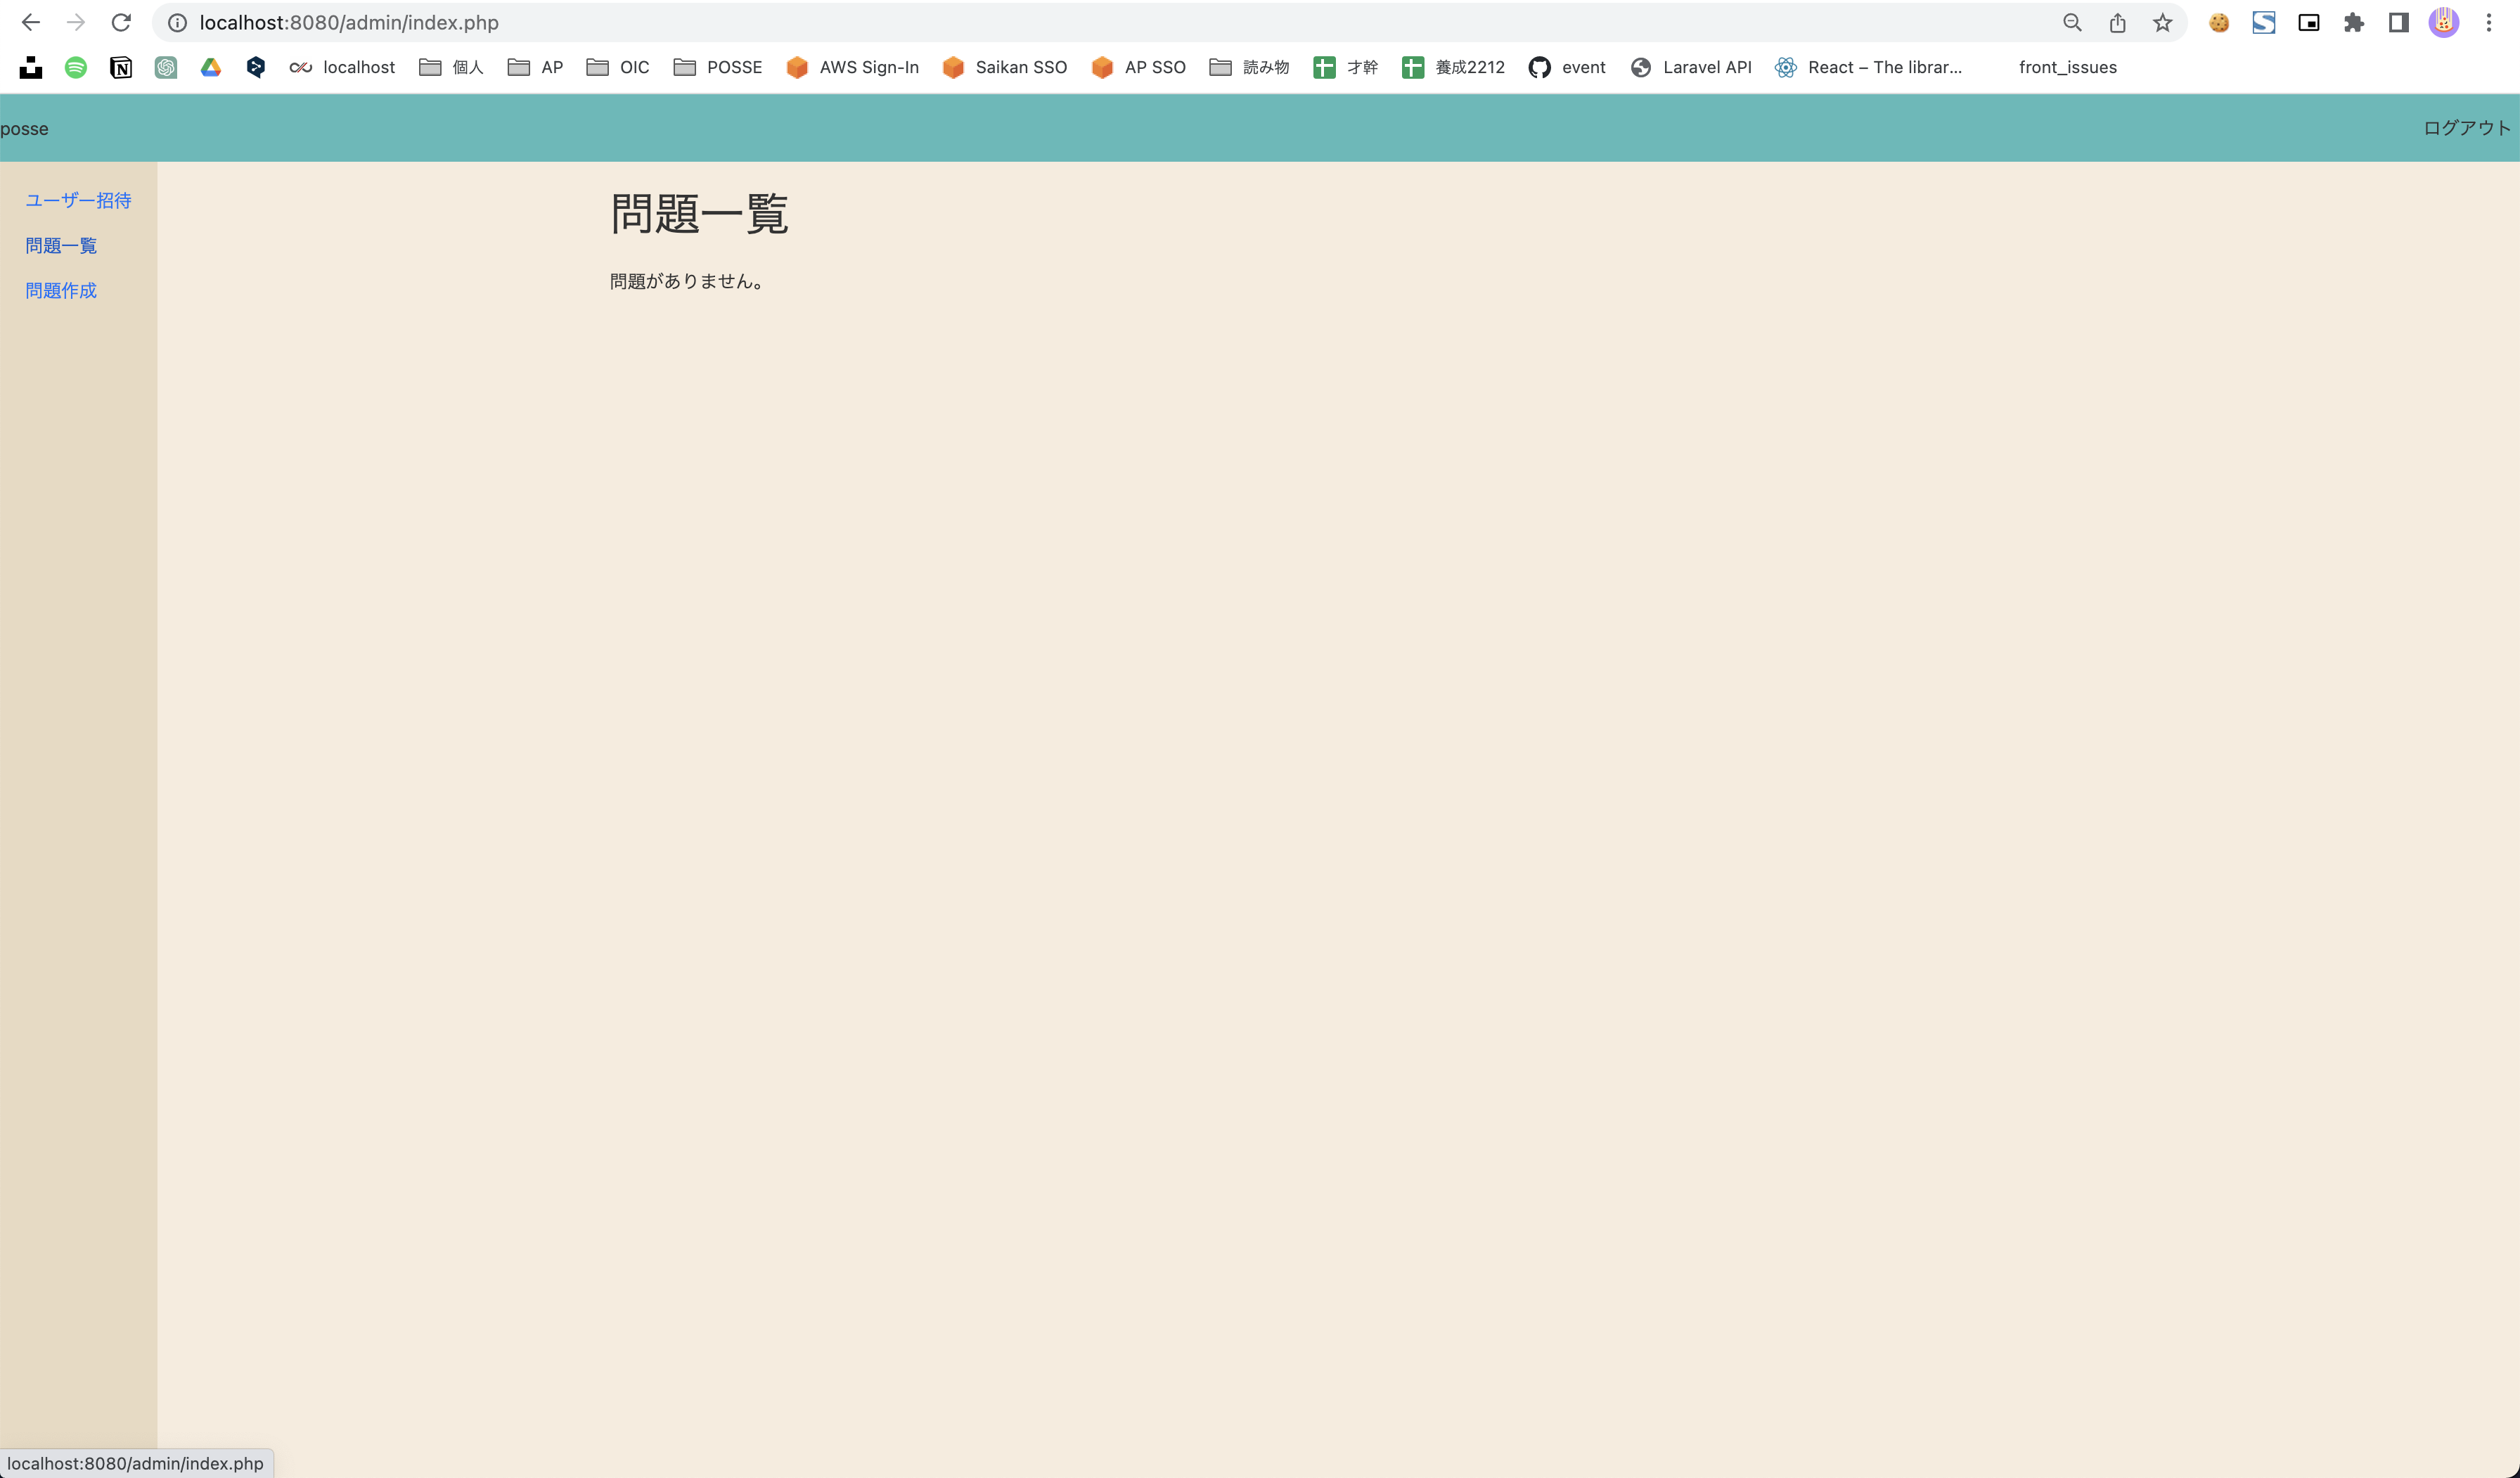 localhost:8080/admin/index.php
localhost 個人 AP OIC POSSE AWS Sign-In Saikan SSO AP SSO 読み物 才幹 養成2212 event Laravel API React – The librar... front_issues
posse ログアウト
ユーザー招待
問題一覧
問題作成
問題一覧
問題がありません。
localhost:8080/admin/index.php